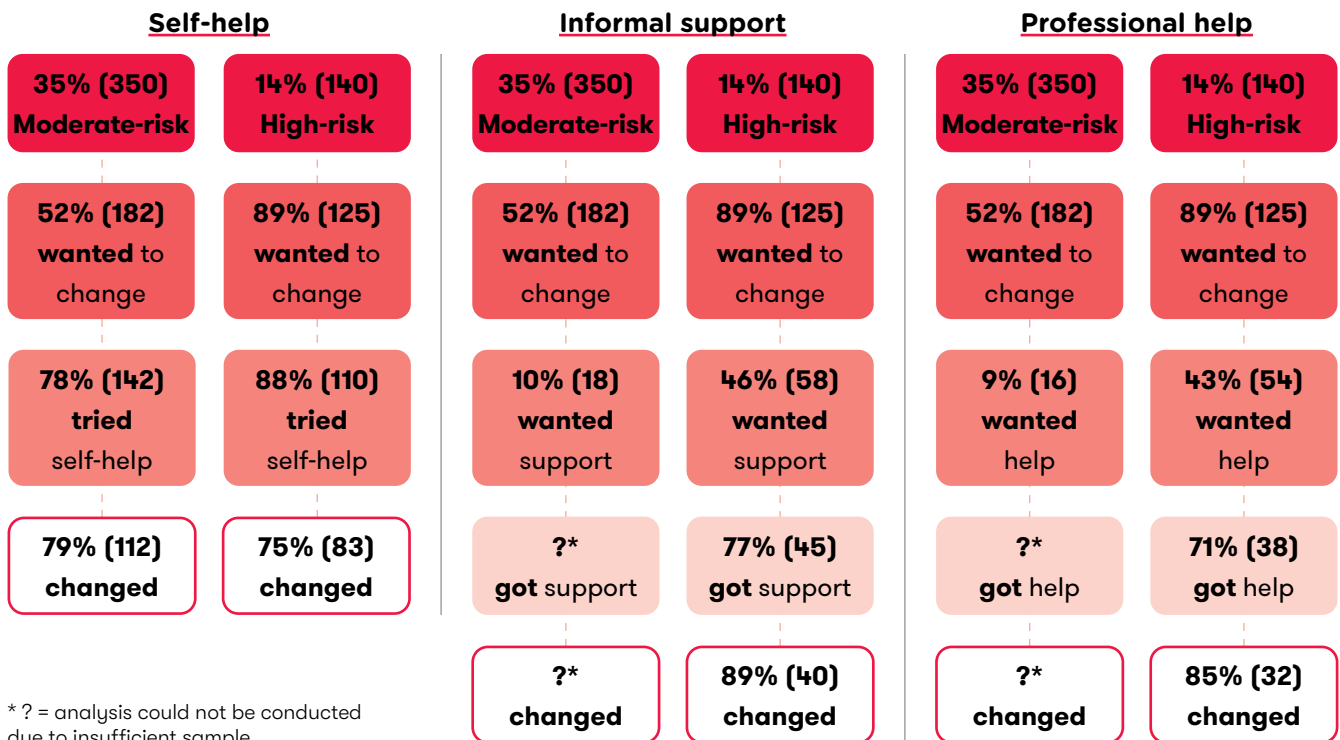 Self-help
35% (350)
Moderate-risk
14% (140)
High-risk
52% (182)
wanted to
change
89% (125)
wanted to
change
78% (142)
tried
self-help
88% (110)
tried
self-help
79% (112)
changed
75% (83)
changed
Informal support
35% (350)
Moderate-risk
14% (140)
High-risk
52% (182)
wanted to
change
89% (125)
wanted to
change
10% (18)
wanted
support
46% (58)
wanted
support
?*
got support
77% (45)
got support
?*
changed
89% (40)
changed
Professional help
35% (350)
Moderate-risk
14% (140)
High-risk
52% (182)
wanted to
change
89% (125)
wanted to
change
9% (16)
wanted
help
43% (54)
wanted
help
?*
got help
71% (38)
got help
?*
changed
85% (32)
changed
* ? = analysis could not be conducted
due to insufficient sample